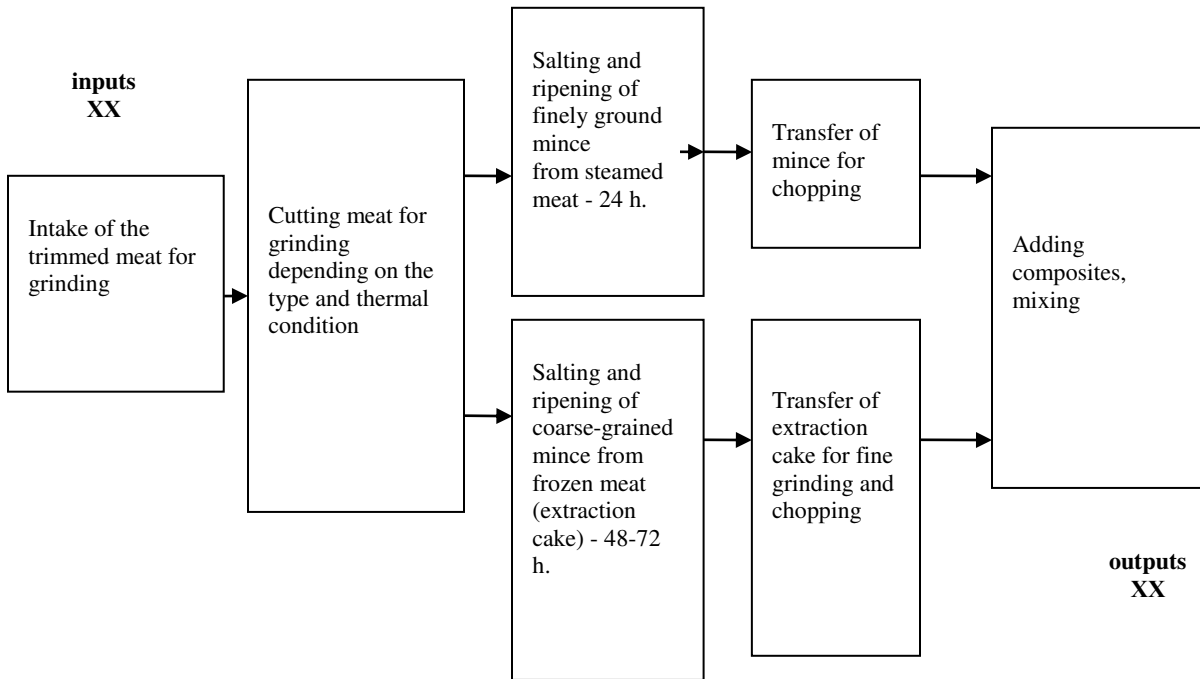 inputs
XX
Intake of the
trimmed meat for
grinding
Cutting meat for
grinding
depending on the
type and thermal
condition
Salting and
ripening of
finely ground
mince
from steamed
meat - 24 h.
Transfer of
mince for
chopping
Salting and
ripening of
coarse-grained
mince from
frozen meat
(extraction
cake) - 48-72
h.
Transfer of
extraction
cake for fine
grinding and
chopping
Adding
composites,
mixing
outputs
XX